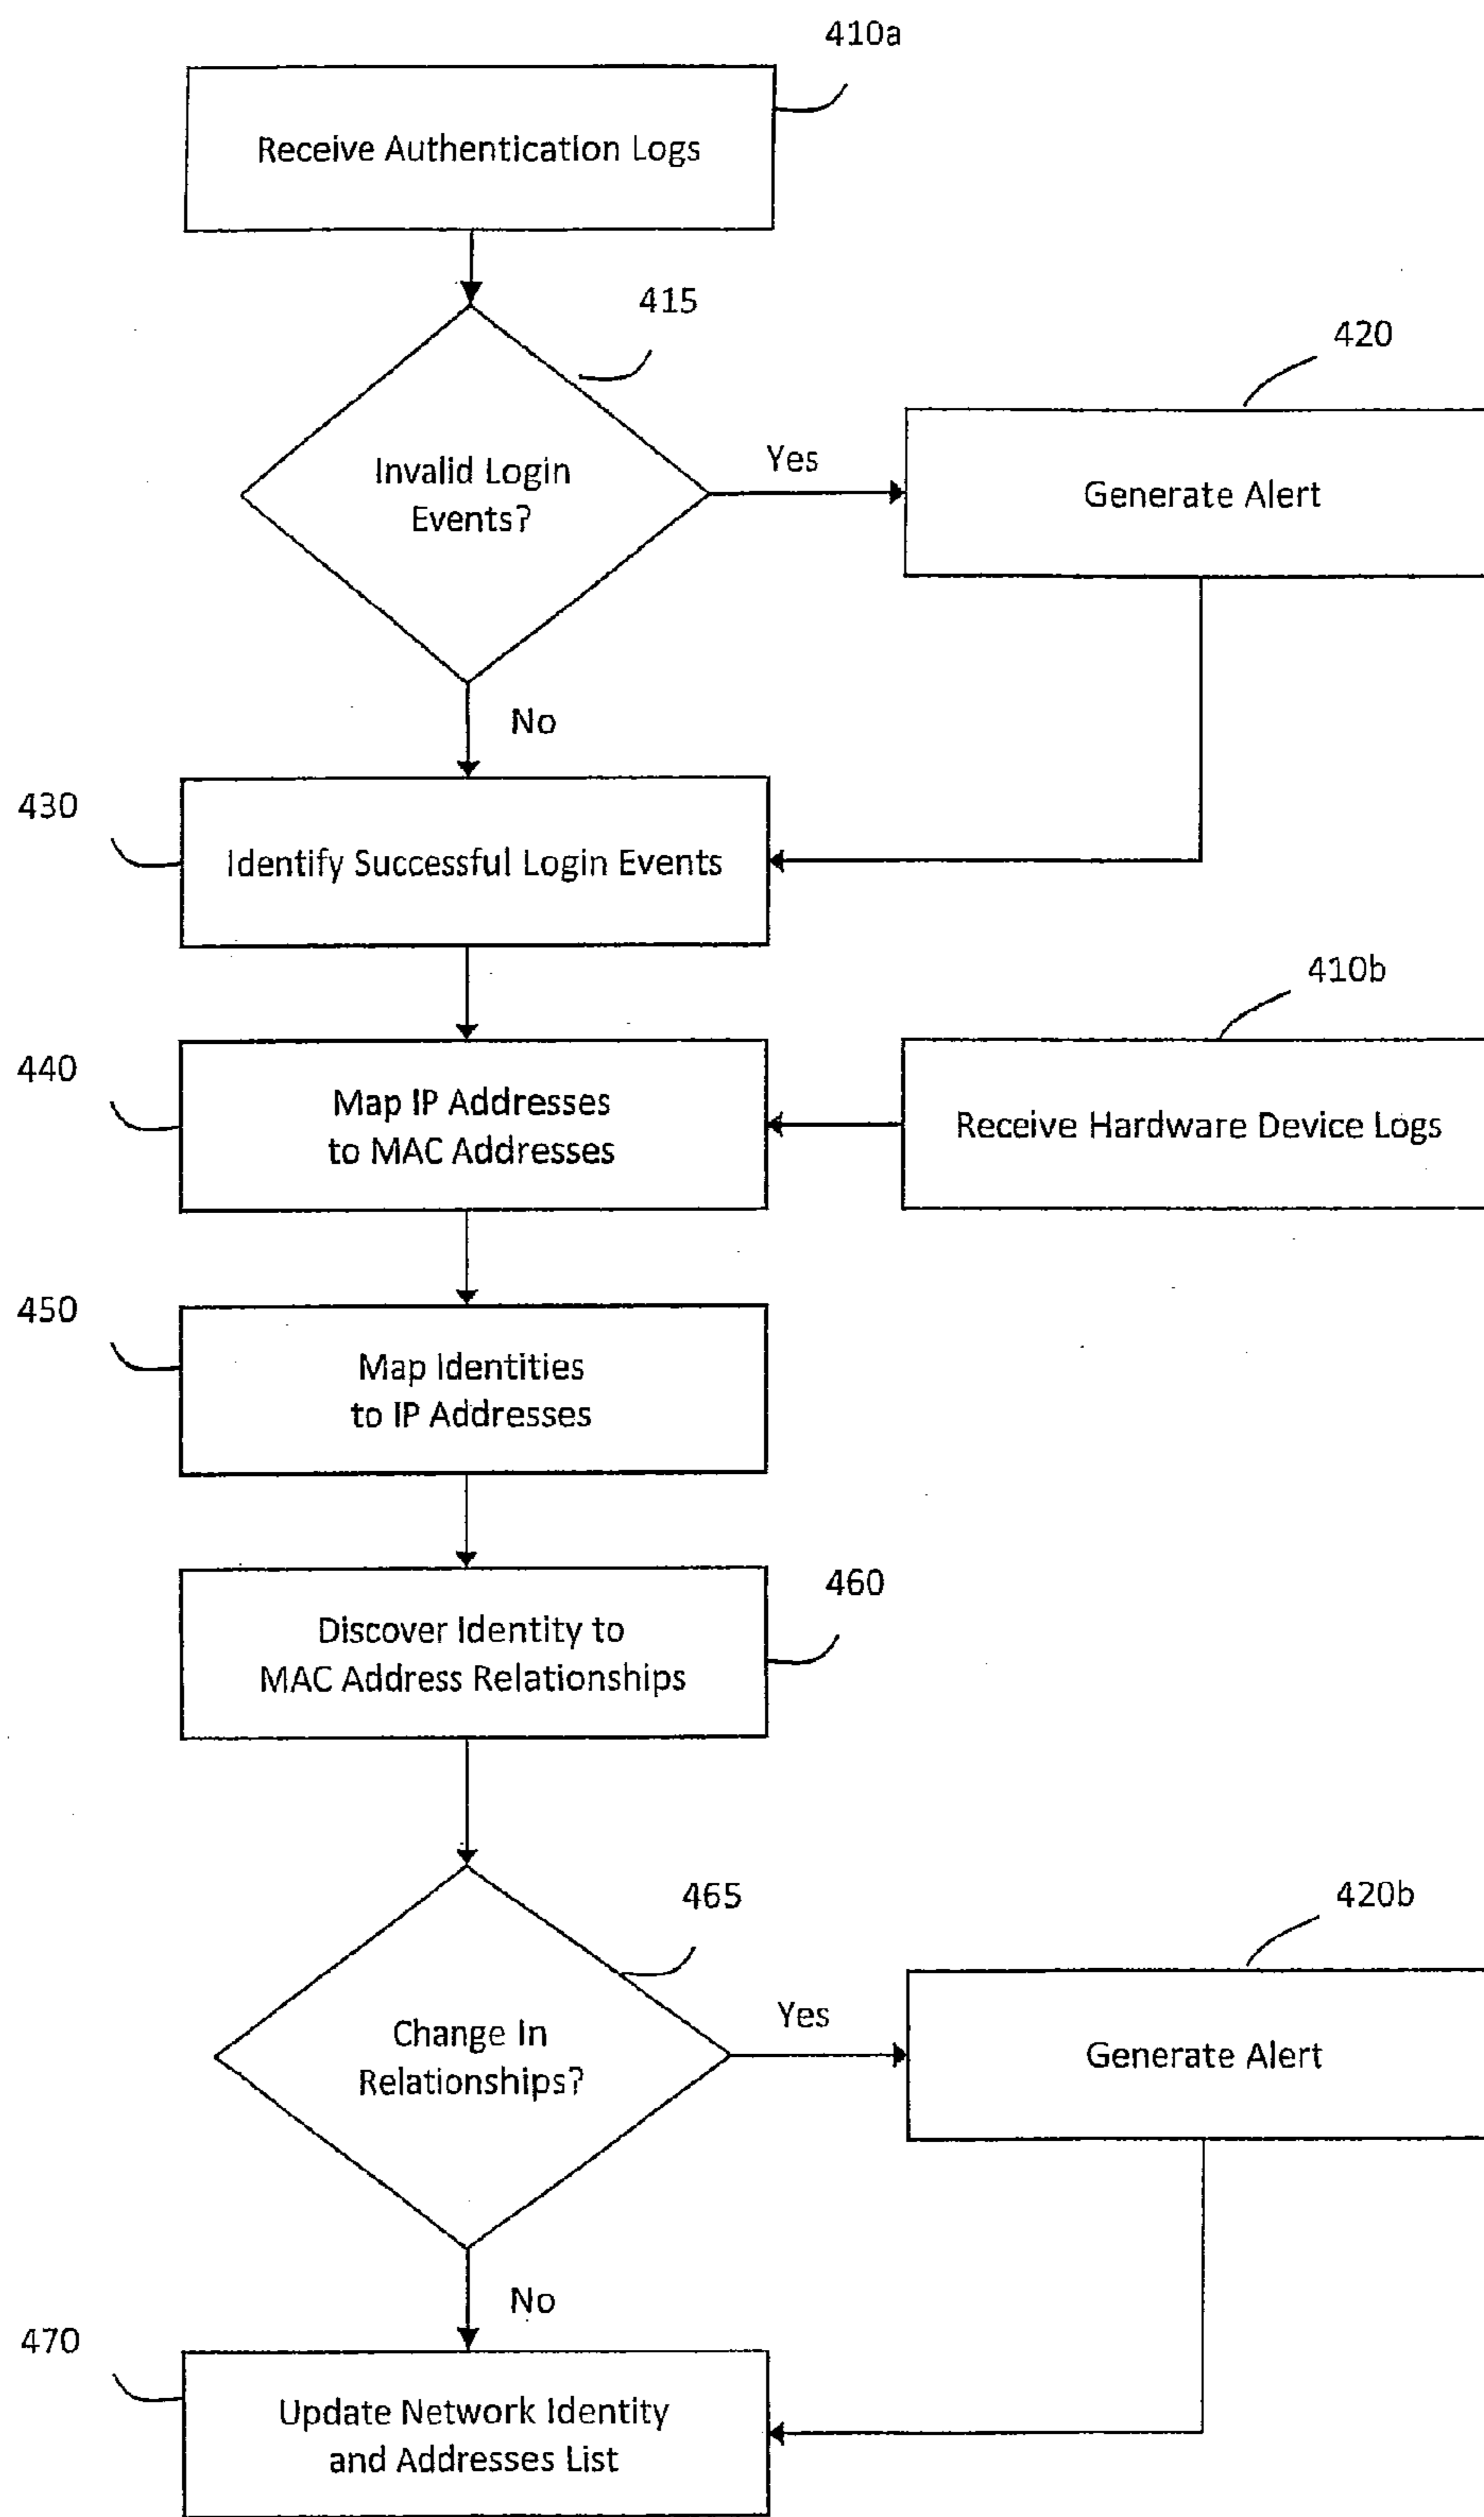 410a
Receive Authentication Logs
415
420
Invalid Login
Events?
Yes
Generate Alert
No
430
Identify Successful Login Events
410b
440
Map IP Addresses
to MAC Addresses
Receive Hardware Device Logs
450
Map Identities
to IP Addresses
460
Discover Identity to
MAC Address Relationships
465
420b
Change In
Relationships?
Yes
Generate Alert
No
470
Update Network Identity
and Addresses List